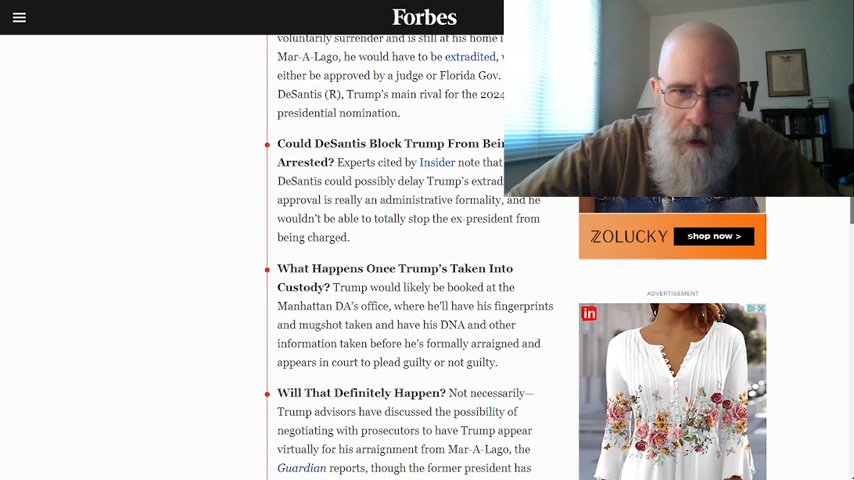 Forbes
voluntarily surrender and is still at his home i
Mar-A-Lago, he would have to be extradited,
either be approved by a judge or Florida Gov.
DeSantis (R), Trump's main rival for the 2024
presidential nomination.
Could DeSantis Block Trump From Bei
Arrested? Experts cited by Insider note that
DeSantis could possibly delay Trump's extrad
approval is really an administrative formality, and he
wouldn't be able to totally stop the ex-president from
being charged.
What Happens Once Trump's Taken Into
Custody? Trump would likely be booked at the
Manhattan DA's office, where he'll have his fingerprints
and mugshot taken and have his DNA and other
information taken before he's formally arraigned and
appears in court to plead guilty or not guilty.
Will That Definitely Happen? Not necessarily—
Trump advisors have discussed the possibility of
negotiating with prosecutors to have Trump appear
virtually for his arraignment from Mar-A-Lago, the
Guardian reports, though the former president has
ZOLUCKY shop now >
ADVERTISEMENT
in